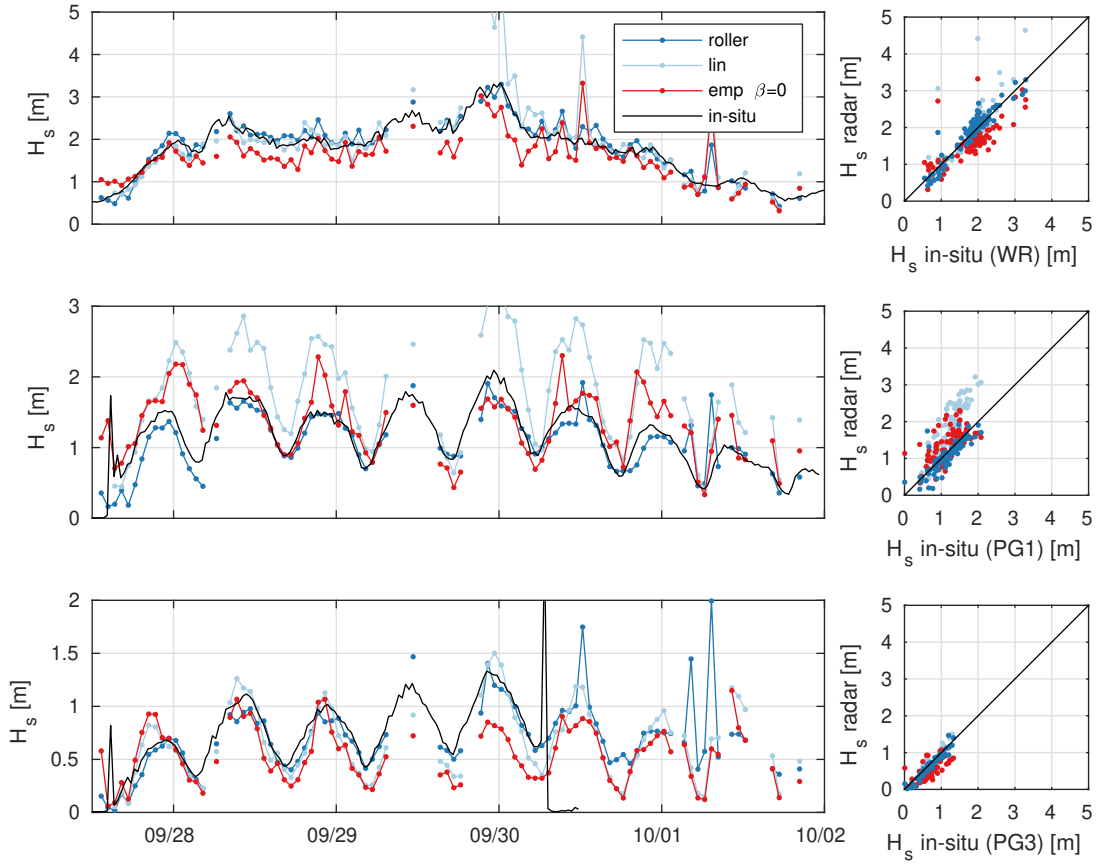 5
4
3
2
1
0
H_s [m]
roller
lin
emp β=0
in-situ
5
4
3
2
1
0
H_s radar [m]
0 1 2 3 4 5
H_s in-situ (WR) [m]
3
2
1
0
H_s [m]
5
4
3
2
1
0
H_s radar [m]
0 1 2 3 4 5
H_s in-situ (PG1) [m]
2
1.5
1
0.5
0
H_s [m]
09/28 09/29 09/30 10/01 10/02
5
4
3
2
1
0
H_s radar [m]
0 1 2 3 4 5
H_s in-situ (PG3) [m]